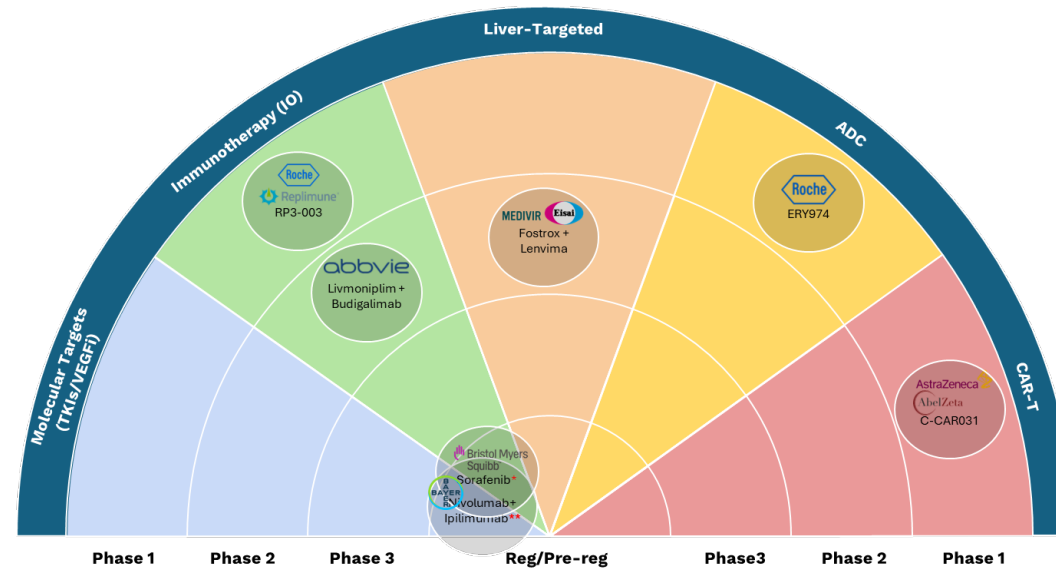 Liver-Targeted
Immunotherapy (IO)
ADC
Molecular Targets
(TKIs/VEGFi)
CAR-T
Roche
Replimune
RP3-003
abbvie
Livmoniplim +
Budigalimab
MEDIVIR Eisai
Fostrox +
Lenvima
Roche
ERY974
AstraZeneca
AbelZeta
C-CAR031
Bristol Myers
Squibb
Sorafenib*
BAYER
BAYER
Nivolumab+
Ipilimumab**
Phase 1
Phase 2
Phase 3
Reg/Pre-reg
Phase3
Phase 2
Phase 1